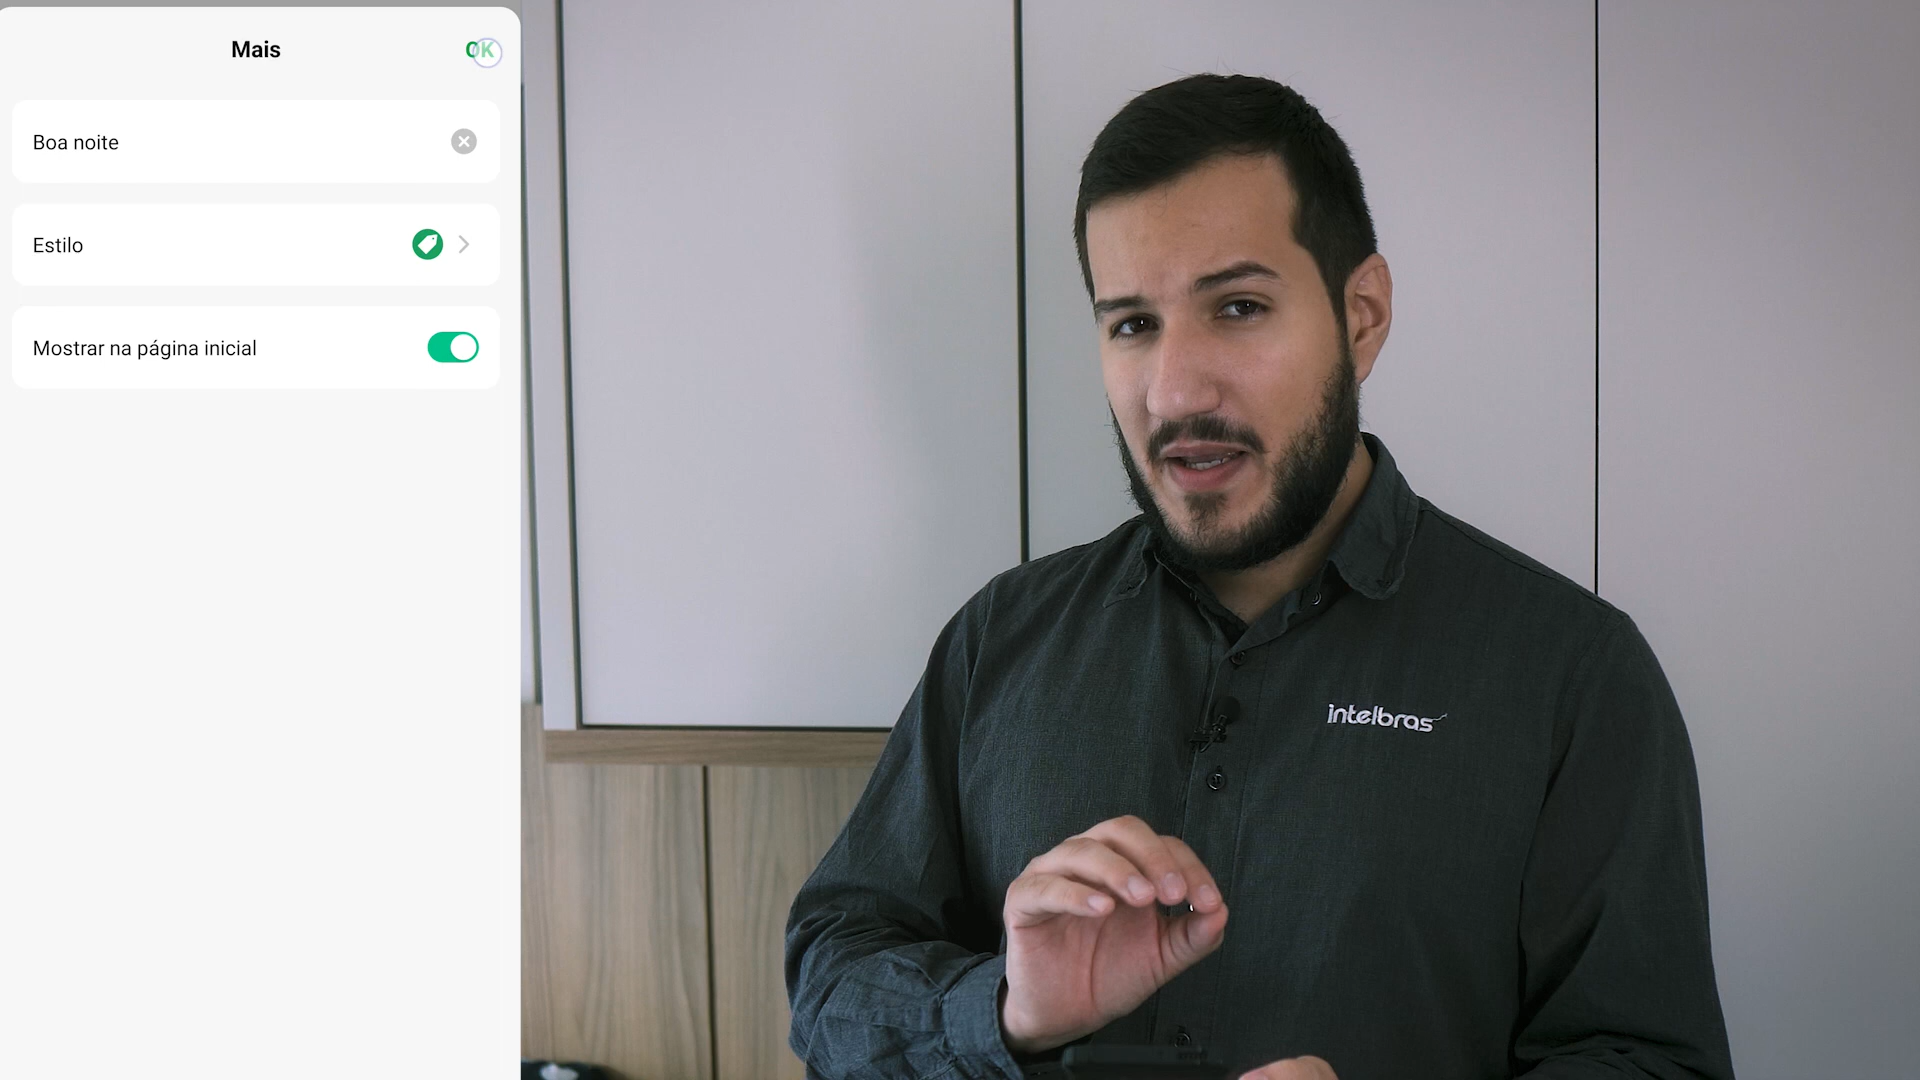 Mais
OK
Boa noite
Estilo
Mostrar na página inicial
intelbras